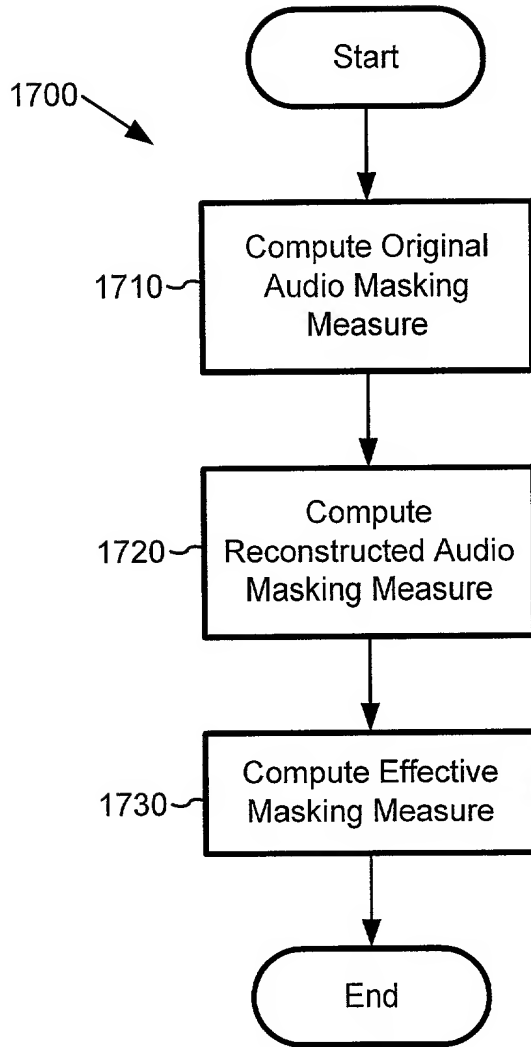 Start
1700
Compute Original
Audio Masking
Measure
1710
Compute
Reconstructed Audio
Masking Measure
1720
Compute Effective
Masking Measure
1730
End